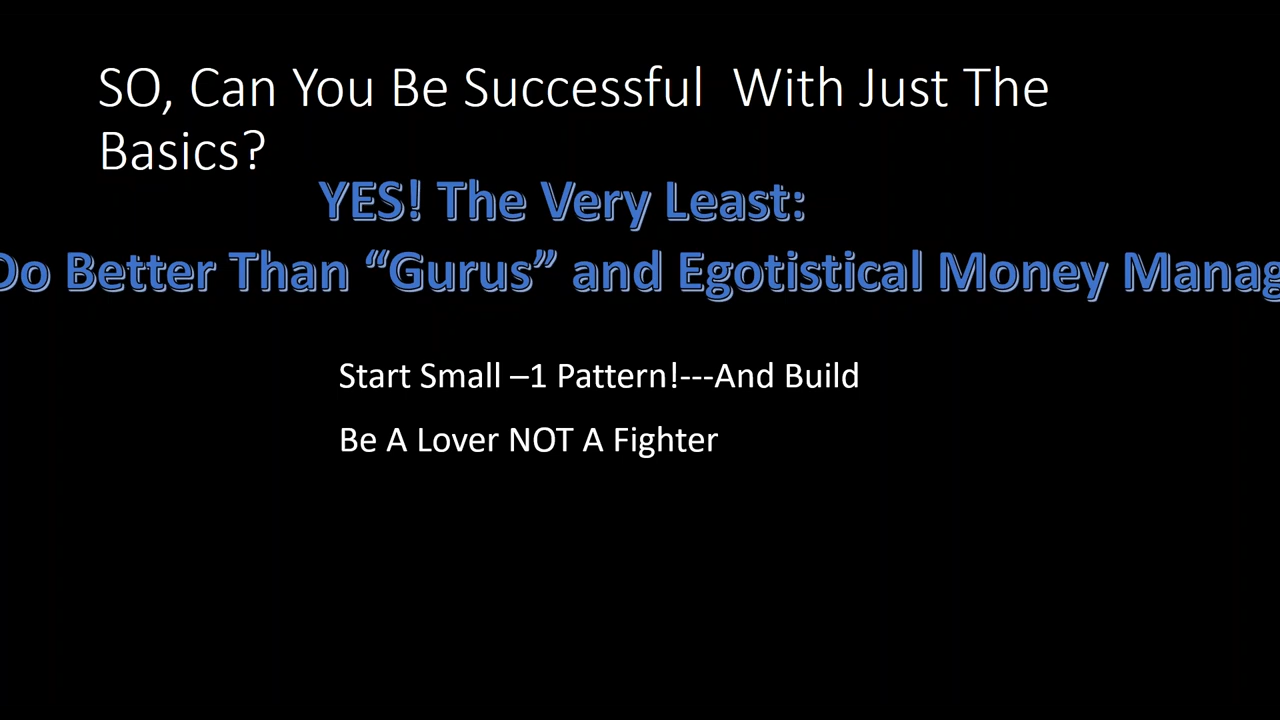 SO, Can You Be Successful  With Just The
Basics?
YES! The Very Least:
Do Better Than “Gurus” and Egotistical Money Manag
Start Small –1 Pattern!---And Build
Be A Lover NOT A Fighter